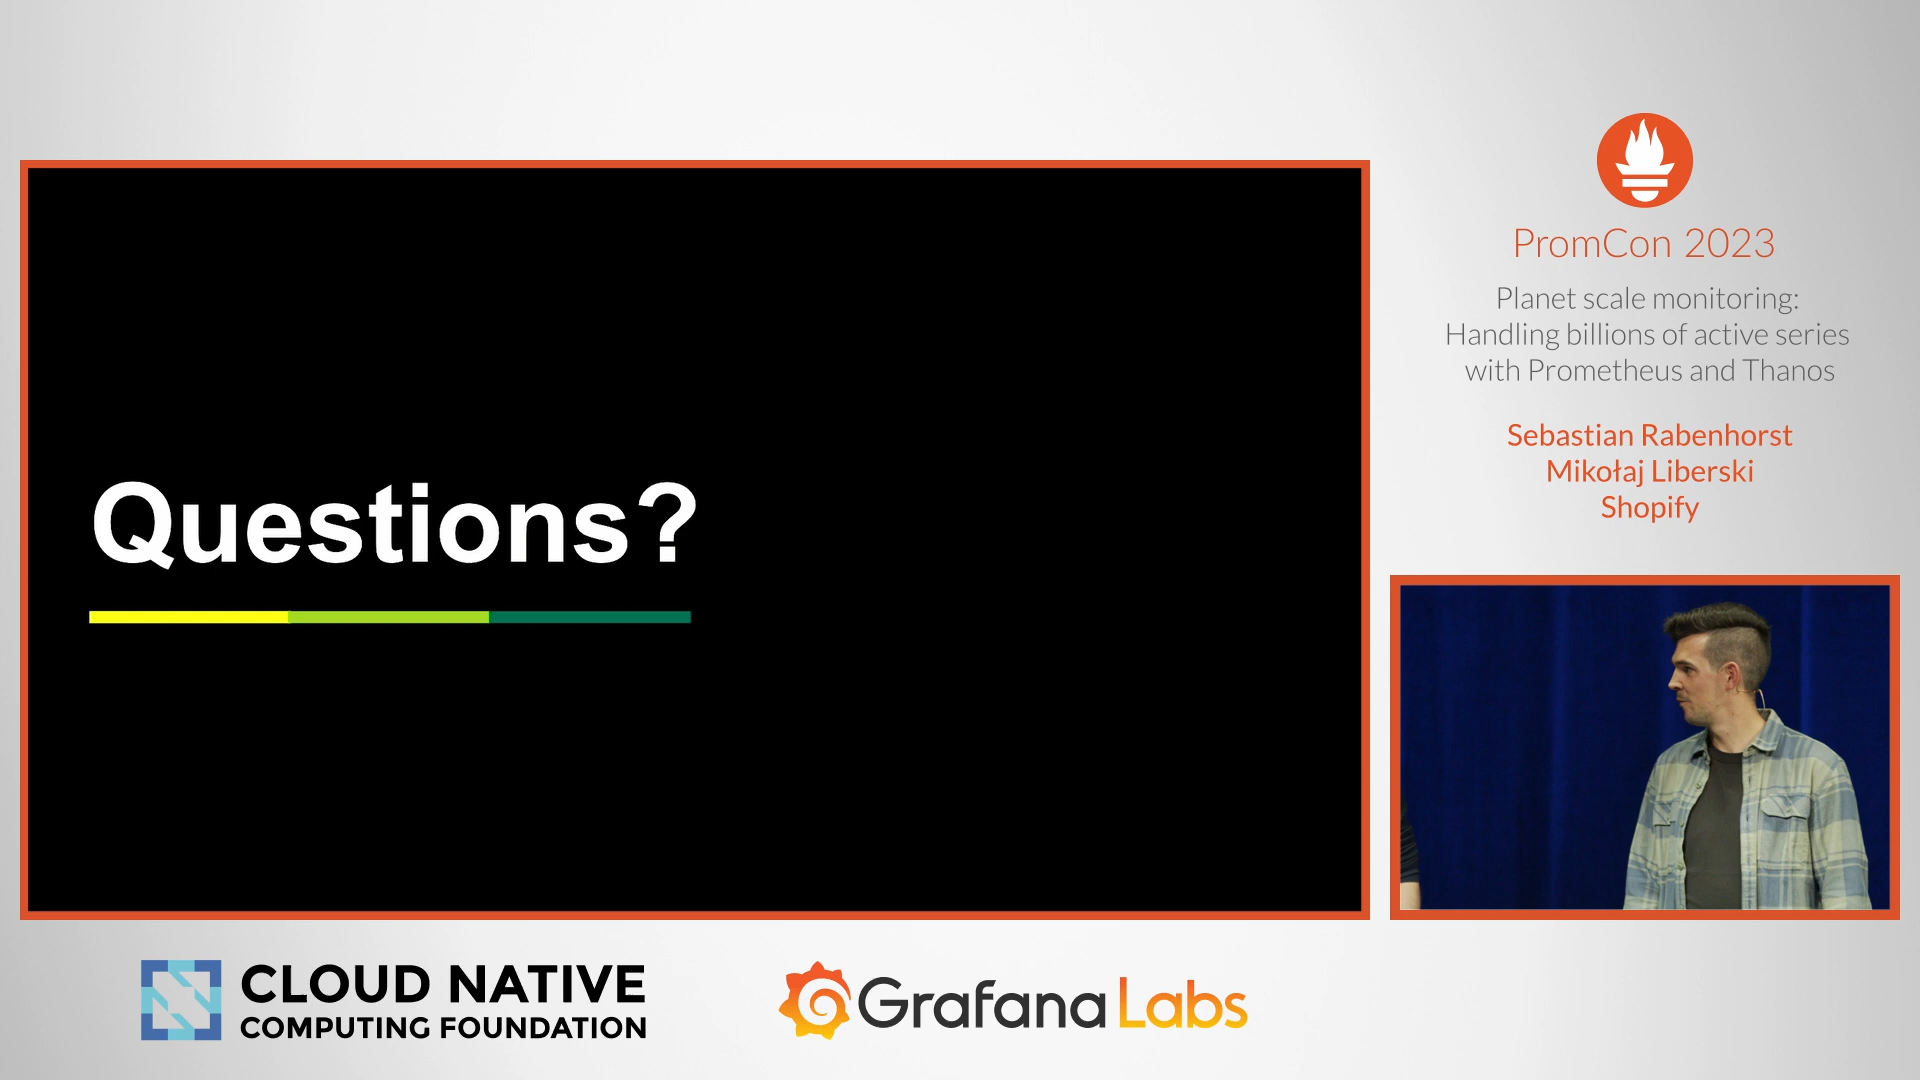 PromCon 2023
Planet scale monitoring:
Handling billions of active series
with Prometheus and Thanos
Sebastian Rabenhorst
Mikołaj Liberski
Shopify
Questions?
CLOUD NATIVE
COMPUTING FOUNDATION
Grafana Labs